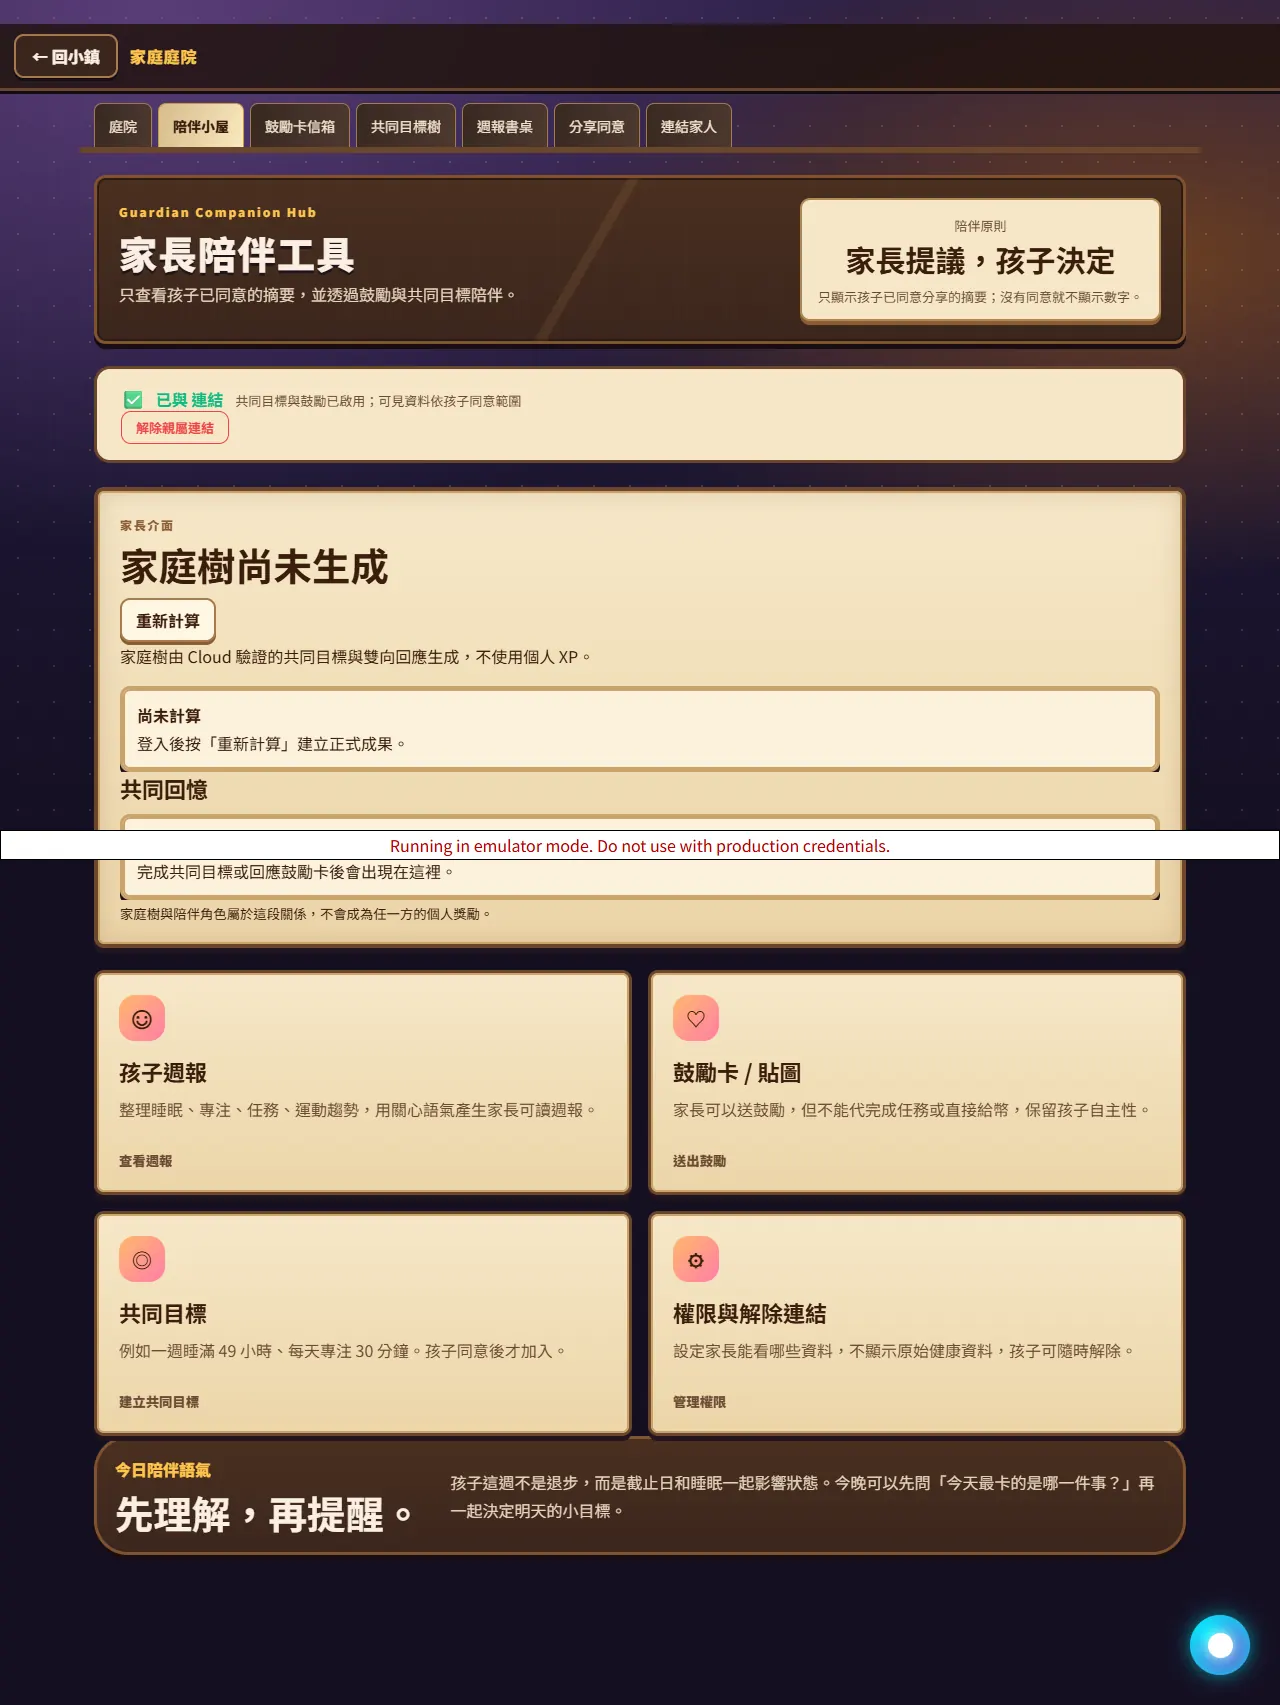 ← 回小鎮
家庭庭院
庭院
陪伴小屋
鼓勵卡信箱
共同目標樹
週報書桌
分享同意
連結家人
Guardian Companion Hub
家長陪伴工具
只查看孩子已同意的摘要，並透過鼓勵與共同目標陪伴。
陪伴原則
家長提議，孩子決定
只顯示孩子已同意分享的摘要；沒有同意就不顯示數字。
✅ 已與 連結 共同目標與鼓勵已啟用；可見資料依孩子同意範圍
解除親屬連結
家長介面
家庭樹尚未生成
重新計算
家庭樹由 Cloud 驗證的共同目標與雙向回應生成，不使用個人 XP。
尚未計算
登入後按「重新計算」建立正式成果。
共同回憶
Running in emulator mode. Do not use with production credentials.
完成共同目標或回應鼓勵卡後會出現在這裡。
家庭樹與陪伴角色屬於這段關係，不會成為任一方的個人獎勵。
孩子週報
整理睡眠、專注、任務、運動趨勢，用關心語氣產生家長可讀週報。
查看週報
鼓勵卡 / 貼圖
家長可以送鼓勵，但不能代完成任務或直接給幣，保留孩子自主性。
送出鼓勵
共同目標
例如一週睡滿 49 小時、每天專注 30 分鐘。孩子同意後才加入。
建立共同目標
權限與解除連結
設定家長能看哪些資料，不顯示原始健康資料，孩子可隨時解除。
管理權限
今日陪伴語氣
先理解，再提醒。
孩子這週不是退步，而是截止日和睡眠一起影響狀態。今晚可以先問「今天最卡的是哪一件事？」再
一起決定明天的小目標。